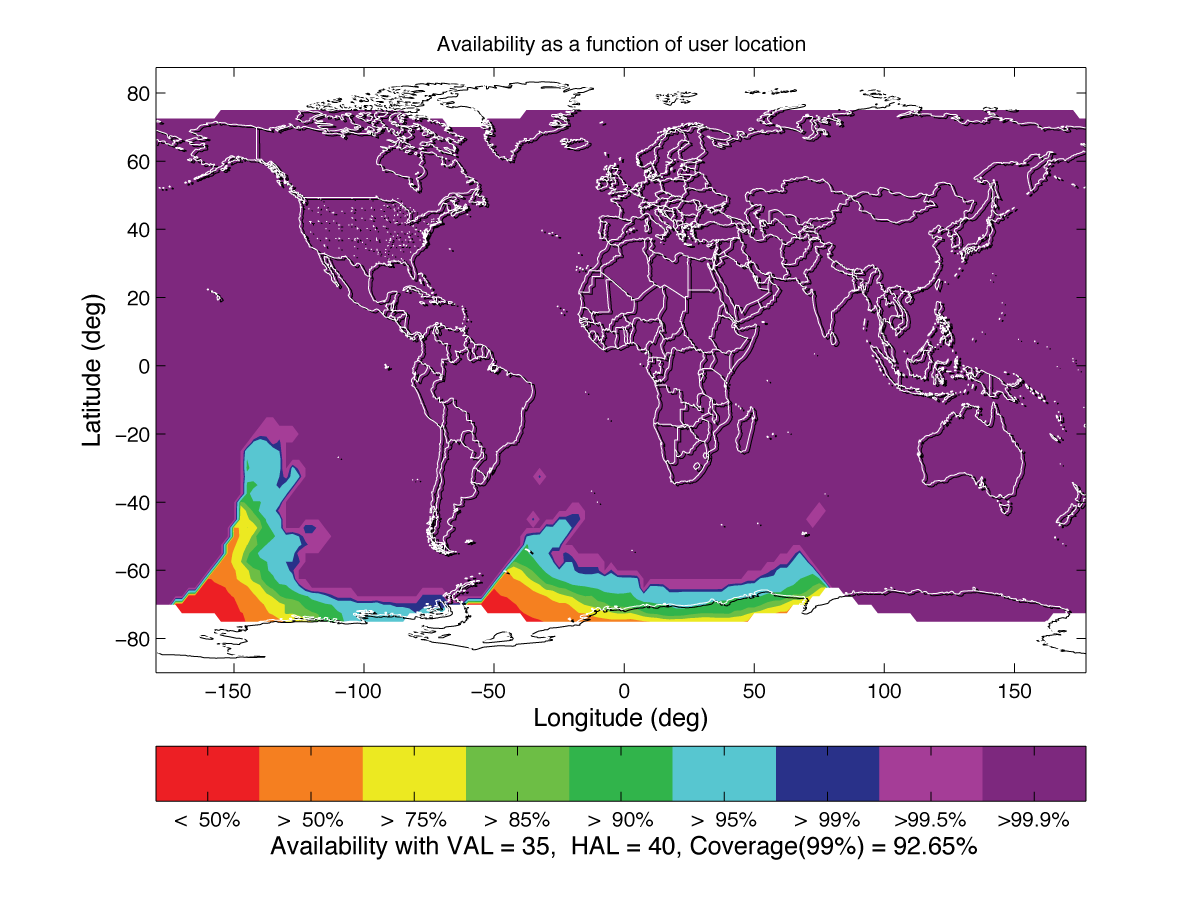 Availability as a function of user location
80
60
40
20
0
−20
−40
−60
−80
Latitude (deg)
−150 −100 −50 0 50 100 150
Longitude (deg)
< 50% > 50% > 75% > 85% > 90% > 95% > 99% >99.5% >99.9%
Availability with VAL = 35, HAL = 40, Coverage(99%) = 92.65%